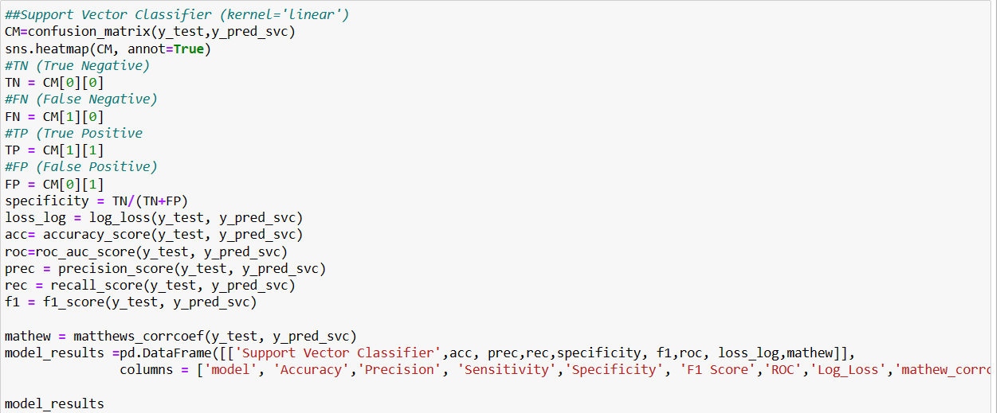 ##Support Vector Classifier (kernel='linear')
CM=confusion_matrix(y_test,y_pred_svc)
sns.heatmap(CM, annot=True)
#TN (True Negative)
TN = CM[0][0]
#FN (False Negative)
FN = CM[1][0]
#TP (True Positive
TP = CM[1][1]
#FP (False Positive)
FP = CM[0][1]
specificity = TN/(TN+FP)
loss_log = log_loss(y_test, y_pred_svc)
acc= accuracy_score(y_test, y_pred_svc)
roc=roc_auc_score(y_test, y_pred_svc)
prec = precision_score(y_test, y_pred_svc)
rec = recall_score(y_test, y_pred_svc)
f1 = f1_score(y_test, y_pred_svc)

mathew = matthews_corrcoef(y_test, y_pred_svc)
model_results =pd.DataFrame([['Support Vector Classifier',acc, prec,rec,specificity, f1,roc, loss_log,mathew]],
               columns = ['model', 'Accuracy','Precision', 'Sensitivity','Specificity', 'F1 Score','ROC','Log_Loss','mathew_corrc

model_results